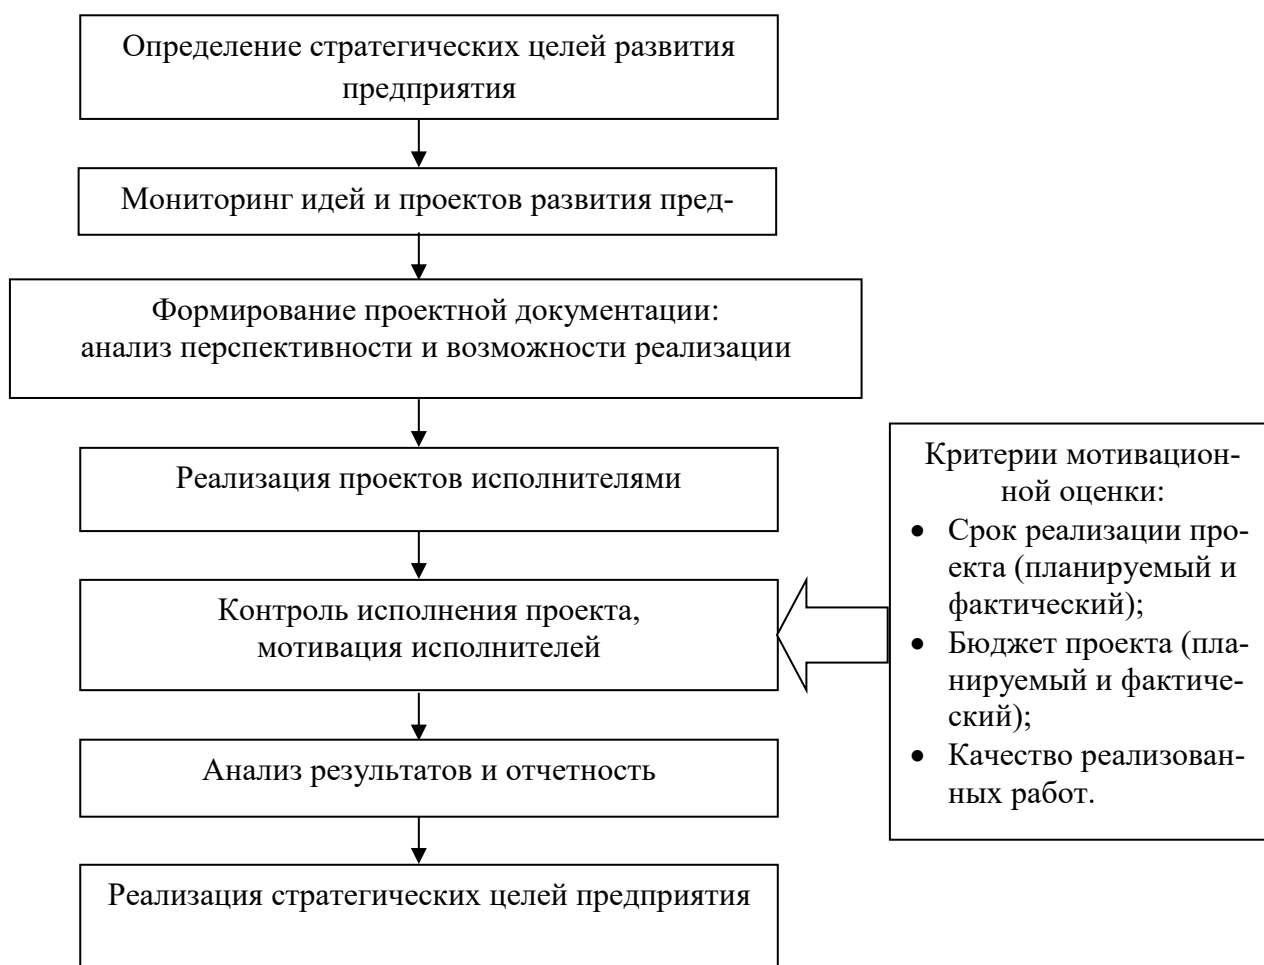 Определение стратегических целей развития
предприятия
Мониторинг идей и проектов развития пред-
Формирование проектной документации:
анализ перспективности и возможности реализации
Реализация проектов исполнителями
Контроль исполнения проекта,
мотивация исполнителей
Анализ результатов и отчетность
Реализация стратегических целей предприятия
Критерии мотивацион-
ной оценки:
• Срок реализации про-
екта (планируемый и
фактический);
• Бюджет проекта (пла-
нируемый и фактиче-
ский);
• Качество реализован-
ных работ.